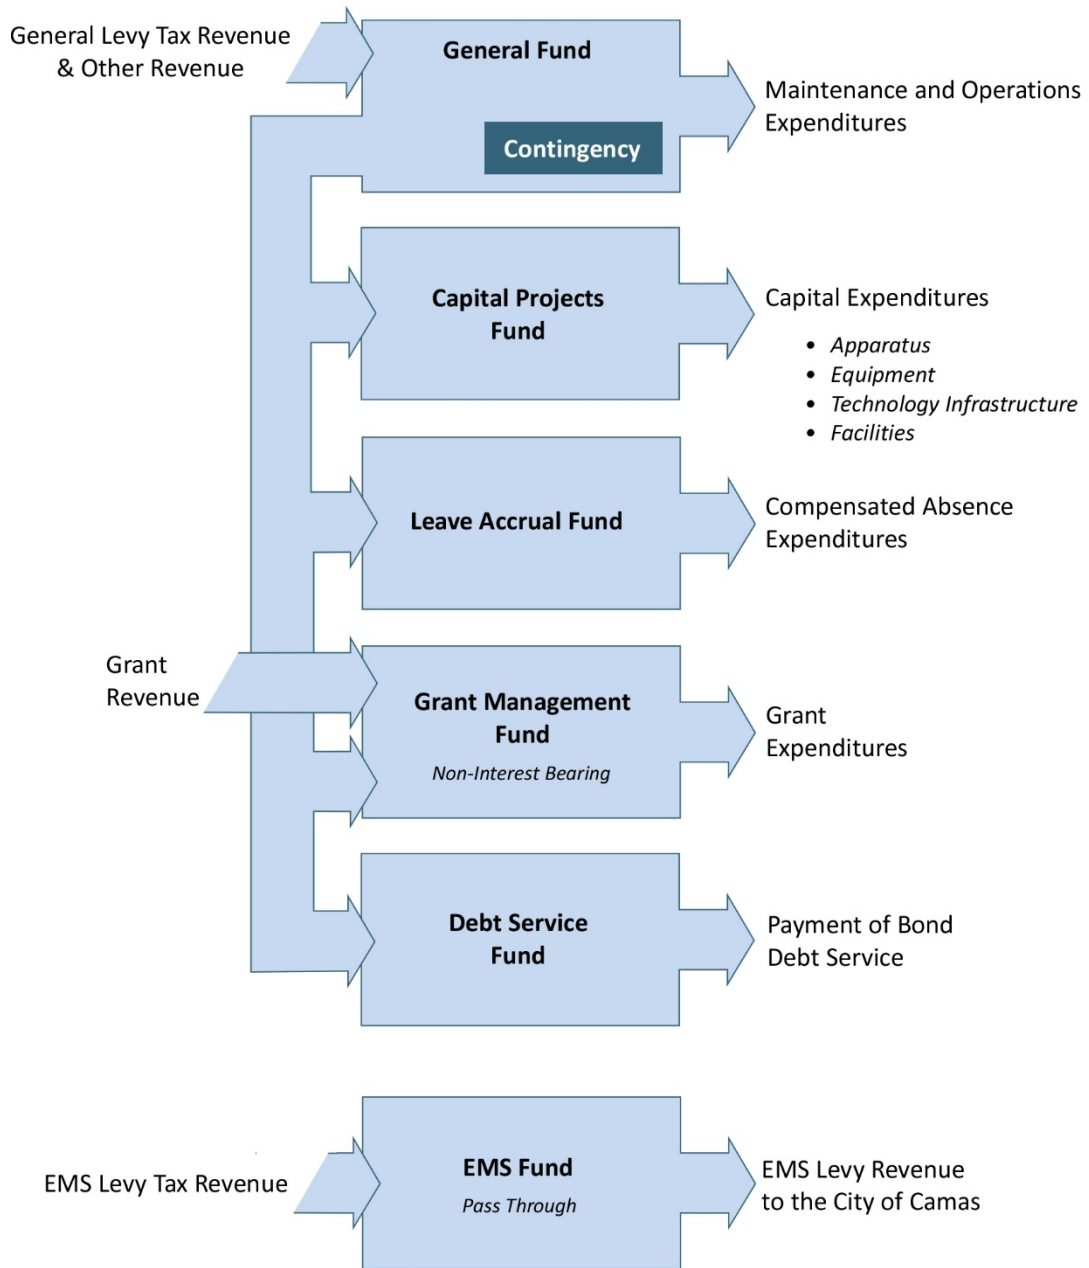 General Levy Tax Revenue
& Other Revenue
General Fund
Contingency
Maintenance and Operations
Expenditures
Capital Projects
Fund
Capital Expenditures
• Apparatus
• Equipment
• Technology Infrastructure
• Facilities
Leave Accrual Fund
Compensated Absence
Expenditures
Grant
Revenue
Grant Management
Fund
Non-Interest Bearing
Grant
Expenditures
Debt Service
Fund
Payment of Bond
Debt Service
EMS Levy Tax Revenue
EMS Fund
Pass Through
EMS Levy Revenue
to the City of Camas